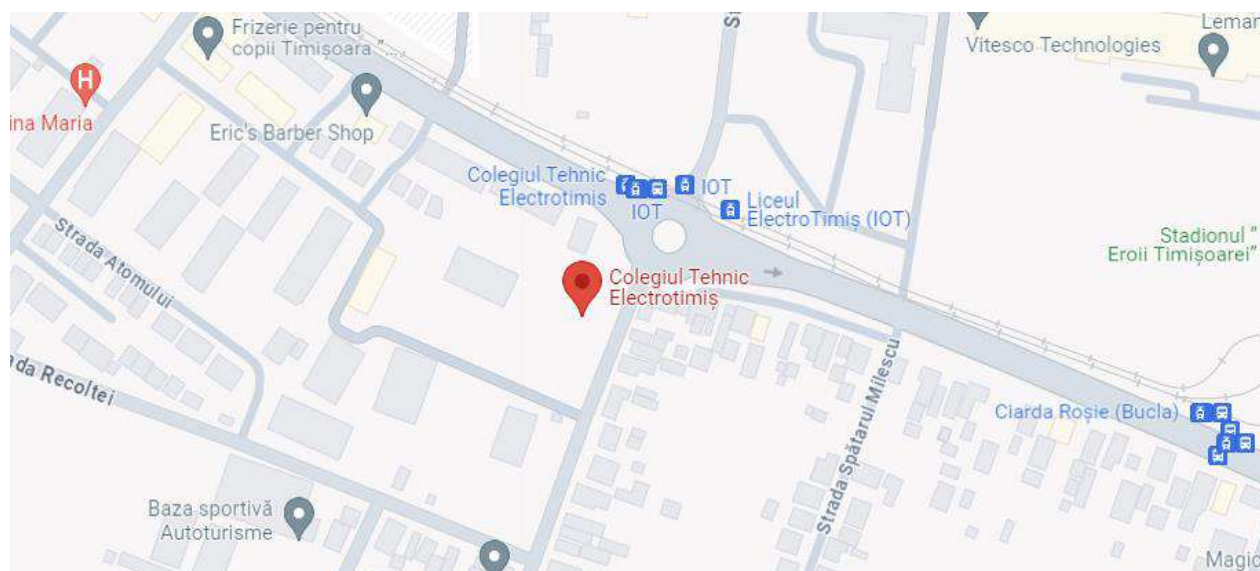 Frizerie pentru
copii Timișoara "...
Leman
Vitesco Technologies
H
ina Maria
Eric's Barber Shop
Colegiul Tehnic
Electrotimis
IOT
IOT
Liceul
ElectroTimiș (IOT)
Stadionul "
Eroii Timișoarei"
Strada Atomului
Colegiul Tehnic
Electrotimiș
ada Recoltei
Strada Spătarul Milescu
Ciarda Roșie (Bucla)
Baza sportivă
Autoturisme
Magic